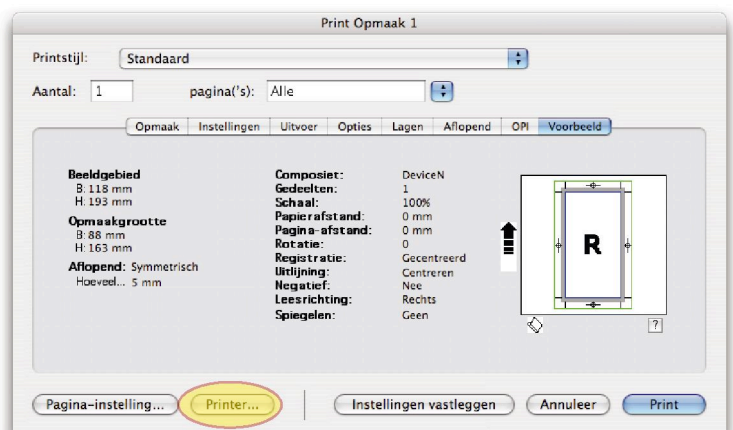 Print Opmaak 1
Printstijl: Standaard
Aantal: 1 pagina('s): Alle
Opmaak Instellingen Uitvoer Opties Lagen Aflopend OPI Voorbeeld
Beeldgebied
B: 118 mm
H: 193 mm
Opmaakgrootte
B: 88 mm
H: 163 mm
Aflopend: Symmetrisch
Hoeveel... 5 mm
Composiet: DeviceN
Gedeelten: 1
Schaal: 100%
Papierafstand: 0 mm
Pagina-afstand: 0 mm
Rotatie: 0
Registratie: Gecentreerd
Uitlijning: Centreren
Negatief: Nee
Leesrichting: Rechts
Spiegelen: Geen
R
?
Pagina-instelling... Printer... Instellingen vastleggen Annuleer Print